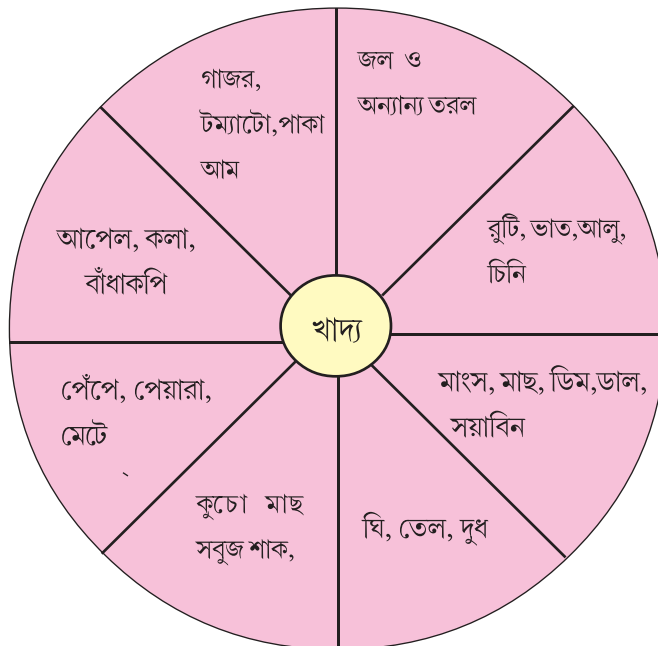 জল ও
অন্যান্য তরল
রুটি, ভাত,আলু,
চিনি
মাংস, মাছ, ডিম,ডাল,
সয়াবিন
ঘি, তেল, দুধ
কুচো মাছ
সবুজ শাক,
পেঁপে, পেয়ারা,
মেটে
আপেল, কলা,
বাঁধাকপি
গাজর,
টম্যাটো,পাকা
আম
খাদ্য